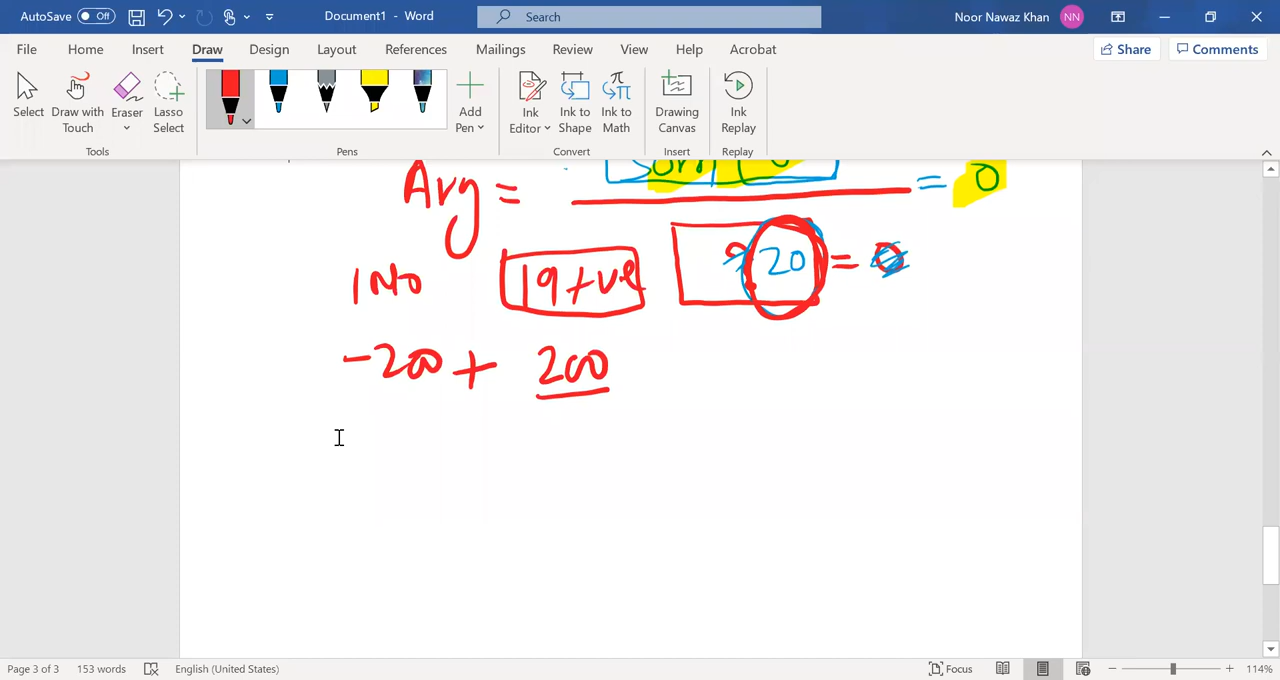 AutoSave Off Document1 - Word Search Noor Nawaz Khan NN
File Home Insert Draw Design Layout References Mailings Review View Help Acrobat Share Comments
Select Draw with Touch Eraser Lasso Select Add Pen Ink Editor Ink to Shape Ink to Math Drawing Canvas Ink Replay
Tools Pens Convert Insert Replay
Avg = = 0
19 +ve 20 =
-200 + 200
Page 3 of 3 153 words English (United States) Focus 114%